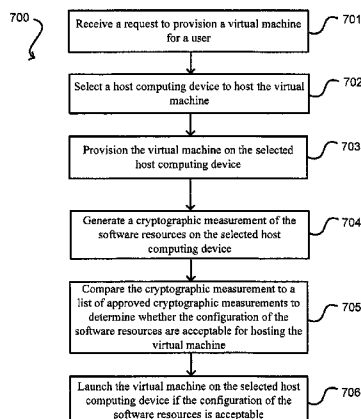 700
Receive a request to provision a virtual machine
for a user
701
Select a host computing device to host the virtual
machine
702
Provision the virtual machine on the selected
host computing device
703
Generate a cryptographic measurement of the
software resources on the selected host
computing device
704
Compare the cryptographic measurement to a
list of approved cryptographic measurements to
determine whether the configuration of the
software resources are acceptable for hosting the
virtual machine
705
Launch the virtual machine on the selected host
computing device if the configuration of the
software resources is acceptable
706